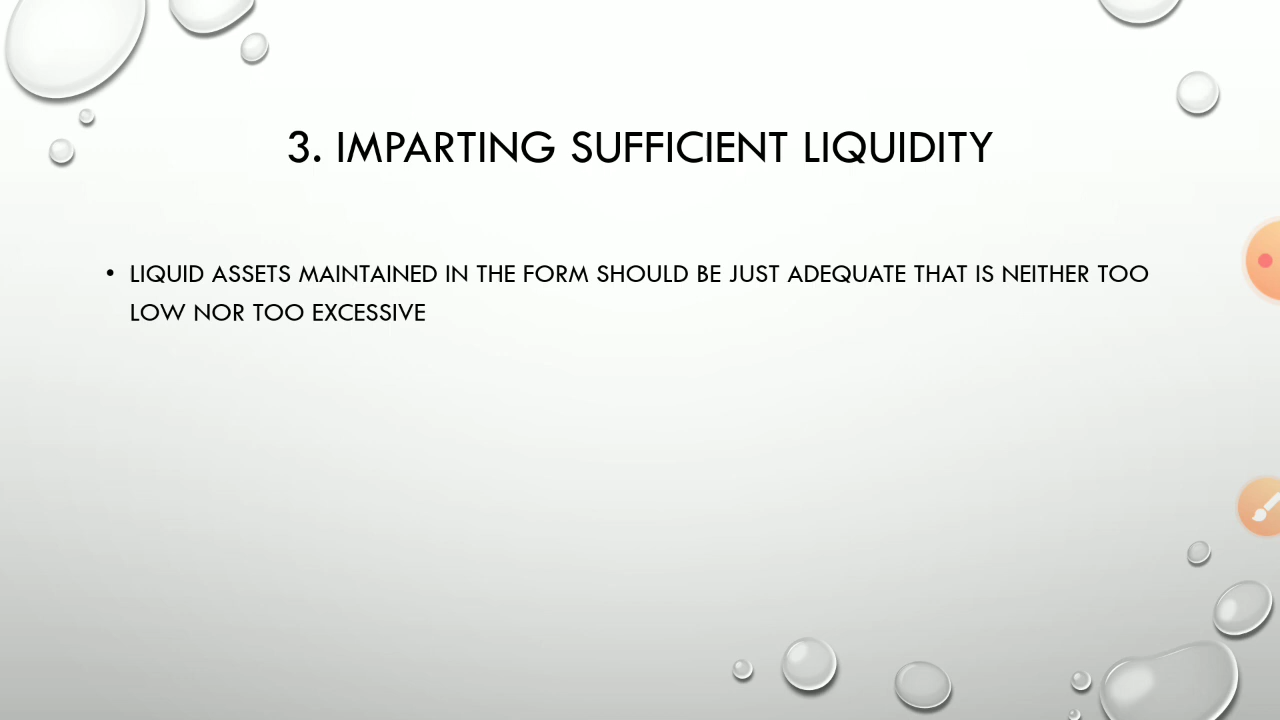 3. IMPARTING SUFFICIENT LIQUIDITY
• LIQUID ASSETS MAINTAINED IN THE FORM SHOULD BE JUST ADEQUATE THAT IS NEITHER TOO
LOW NOR TOO EXCESSIVE